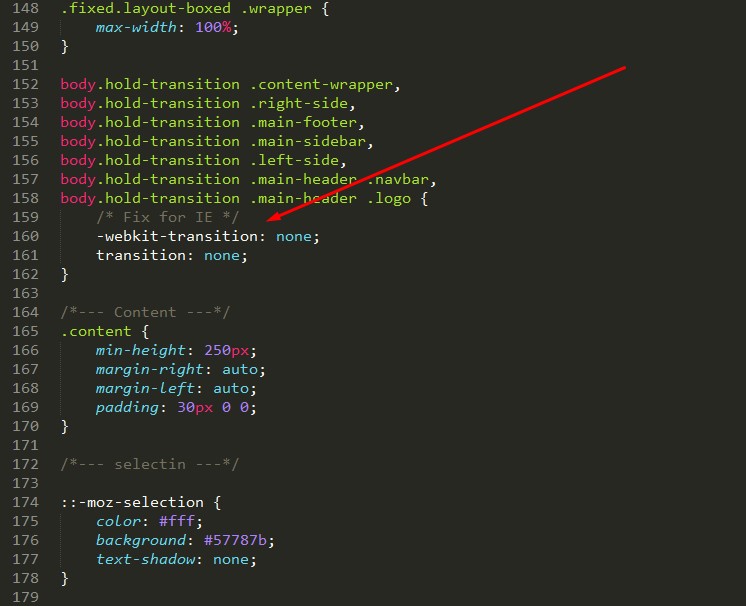 148 .fixed.layout-boxed .wrapper {
149     max-width: 100%;
150 }
151
152 body.hold-transition .content-wrapper,
153 body.hold-transition .right-side,
154 body.hold-transition .main-footer,
155 body.hold-transition .main-sidebar,
156 body.hold-transition .left-side,
157 body.hold-transition .main-header .navbar,
158 body.hold-transition .main-header .logo {
159     /* Fix for IE */
160     -webkit-transition: none;
161     transition: none;
162 }
163
164 /*--- Content ---*/
165 .content {
166     min-height: 250px;
167     margin-right: auto;
168     margin-left: auto;
169     padding: 30px 0 0;
170 }
171
172 /*--- selectin ---*/
173
174 ::-moz-selection {
175     color: #fff;
176     background: #57787b;
177     text-shadow: none;
178 }
179